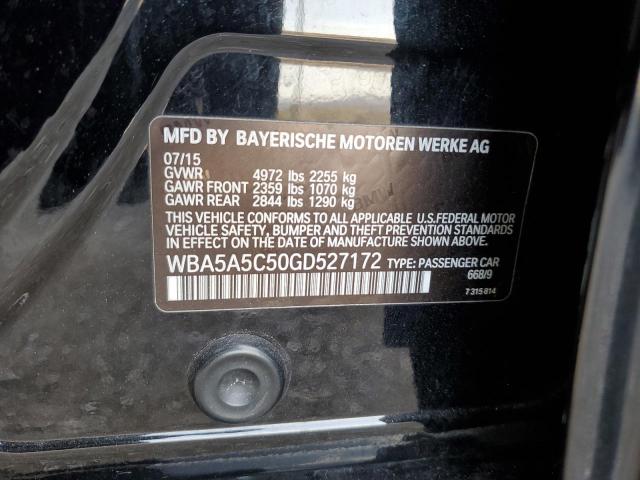 MFD BY BAYERISCHE MOTOREN WERKE AG
07/15
GVWR 4972 lbs 2255 kg
GAWR FRONT 2359 lbs 1070 kg
GAWR REAR 2844 lbs 1290 kg
THIS VEHICLE CONFORMS TO ALL APPLICABLE U.S.FEDERAL MOTOR
VEHICLE SAFETY, BUMPER AND THEFT PREVENTION STANDARDS
IN EFFECT ON THE DATE OF MANUFACTURE SHOWN ABOVE.
WBA5A5C50GD527172 TYPE: PASSENGER CAR
668/9
7 315 814